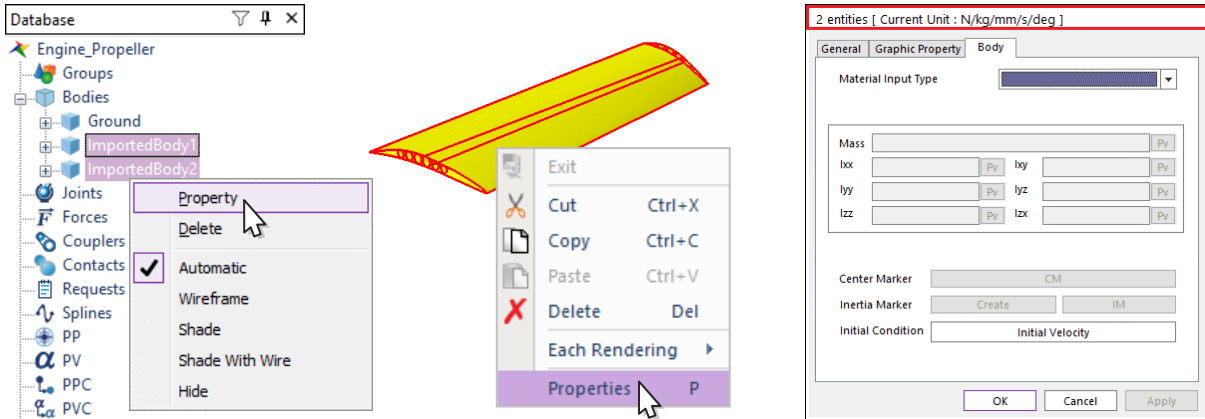 Database
Engine_Propeller
Groups
Bodies
Ground
ImportedBody1
ImportedBody2
Joints
Forces
Couplers
Contacts
Requests
Splines
PP
PV
PPC
PVC
Property
Delete
Automatic
Wireframe
Shade
Shade With Wire
Hide
Exit
Cut Ctrl+X
Copy Ctrl+C
Paste Ctrl+V
Delete Del
Each Rendering
Properties P
2 entities [ Current Unit : N/kg/mm/s/deg ]
General Graphic Property Body
Material Input Type
Mass Pv
Ixx Pv Ixy Pv
Iyy Pv Iyz Pv
Izz Pv Izx Pv
Center Marker CM
Inertia Marker Create IM
Initial Condition Initial Velocity
OK Cancel Apply